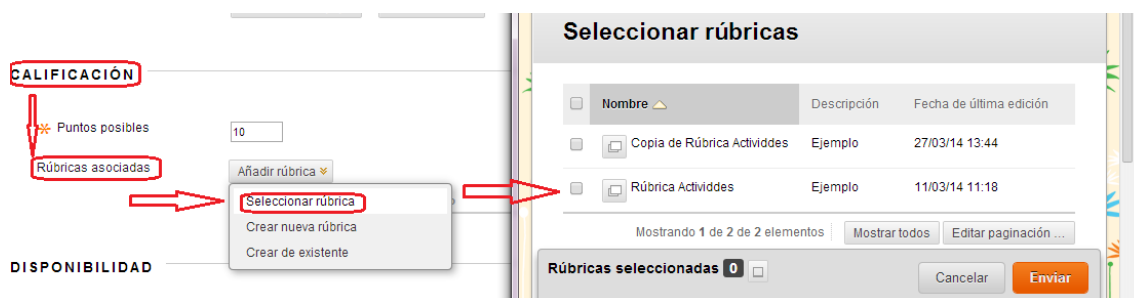 CALIFICACIÓN
Puntos posibles
10
Rúbricas asociadas
Añadir rúbrica
Seleccionar rúbrica
Crear nueva rúbrica
Crear de existente
DISPONIBILIDAD
Seleccionar rúbricas
Nombre Descripción Fecha de última edición
Copia de Rúbrica Actividdes Ejemplo 27/03/14 13:44
Rúbrica Actividdes Ejemplo 11/03/14 11:18
Mostrando 1 de 2 de 2 elementos Mostrar todos Editar paginación ...
Rúbricas seleccionadas 0
Cancelar Enviar